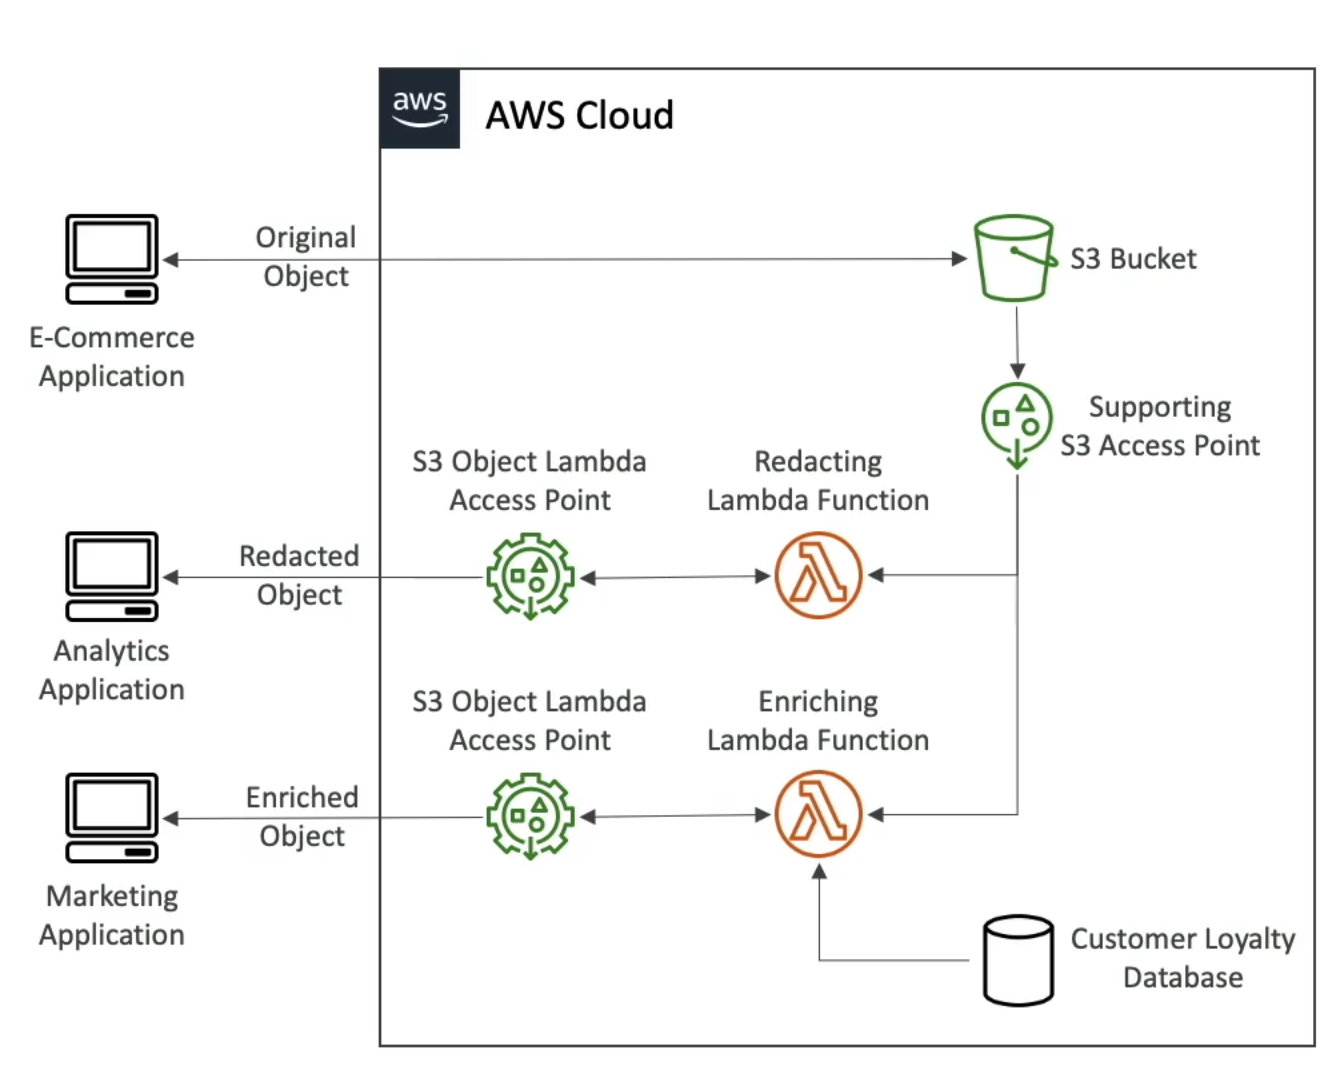 aws
AWS Cloud
Original
Object
S3 Bucket
E-Commerce
Application
Supporting
S3 Access Point
S3 Object Lambda
Access Point
Redacting
Lambda Function
Redacted
Object
Analytics
Application
S3 Object Lambda
Access Point
Enriching
Lambda Function
Enriched
Object
Marketing
Application
Customer Loyalty
Database